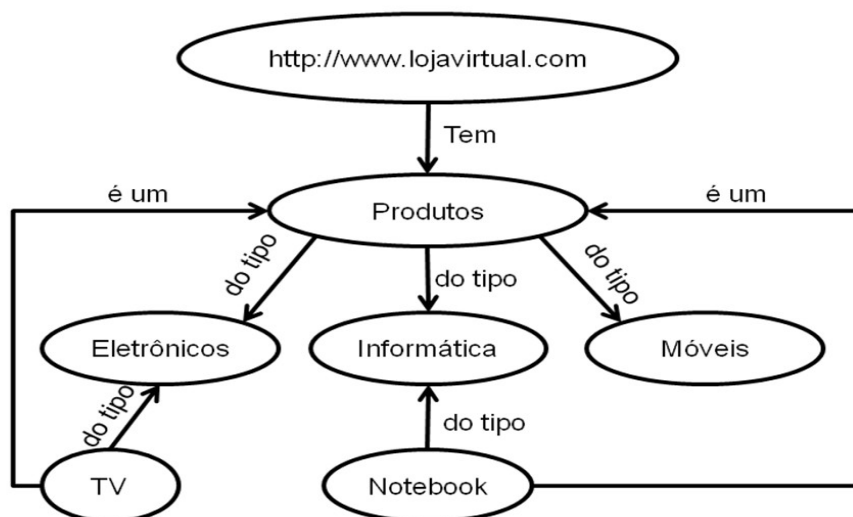 http://www.lojavirtual.com
Tem
é um
Produtos
é um
do tipo
do tipo
do tipo
Eletrônicos
Informática
Móveis
do tipo
do tipo
TV
Notebook